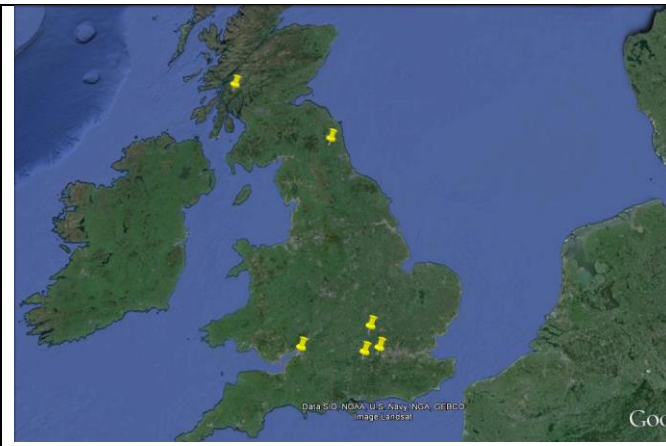 Data SIO, NOAA, U.S. Navy, NGA, GEBCO
Image Landsat
Goo